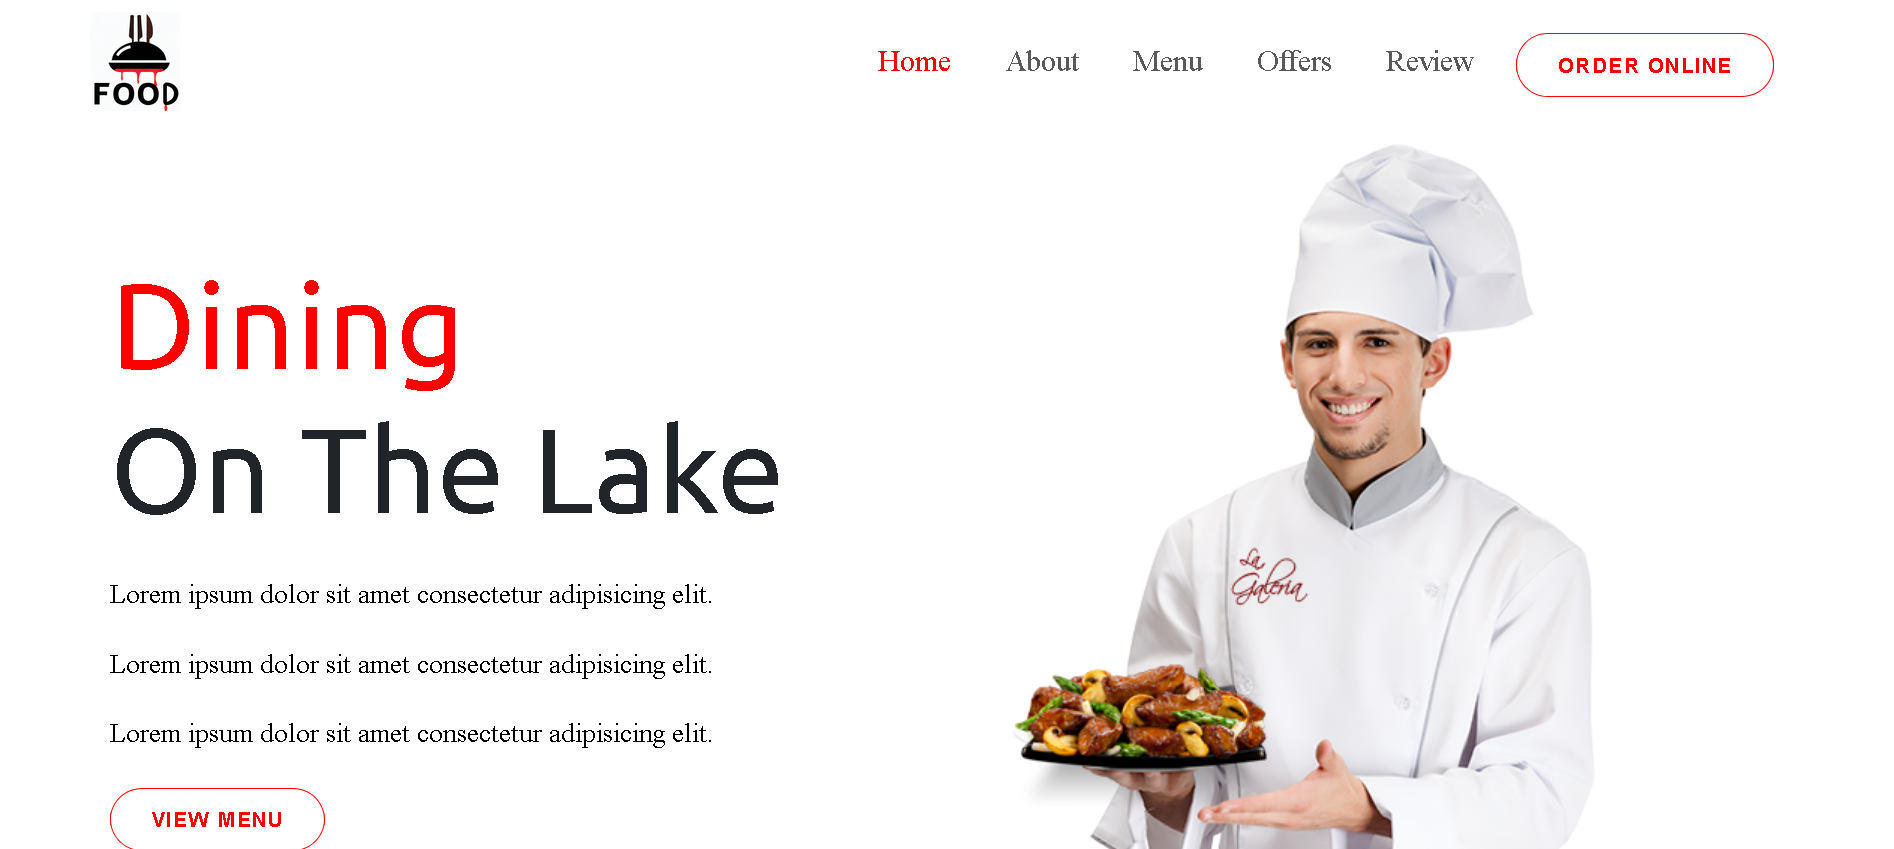 FOOD
Home About Menu Offers Review ORDER ONLINE
Dining
On The Lake
Lorem ipsum dolor sit amet consectetur adipisicing elit.
Lorem ipsum dolor sit amet consectetur adipisicing elit.
Lorem ipsum dolor sit amet consectetur adipisicing elit.
VIEW MENU
La
Galeria